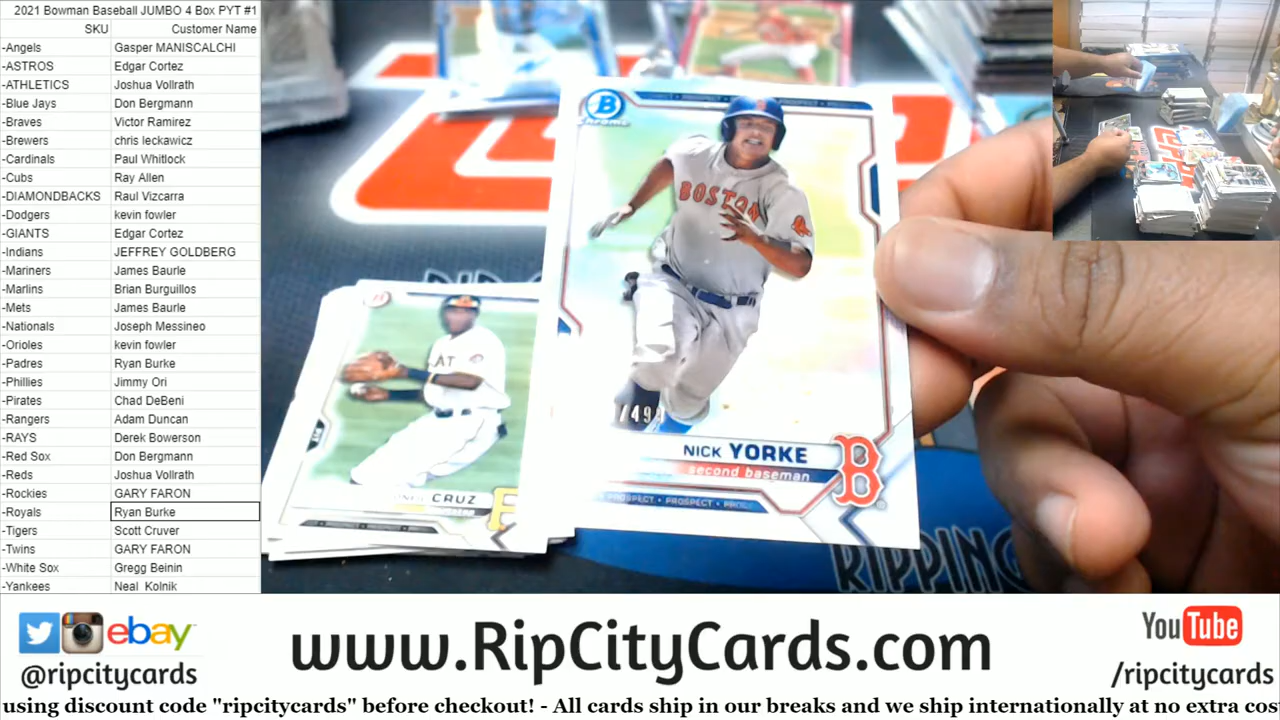 2021 Bowman Baseball JUMBO 4 Box PYT #1
SKU Customer Name
-Angels Gasper MANISCALCHI
-ASTROS Edgar Cortez
-ATHLETICS Joshua Vollrath
-Blue Jays Don Bergmann
-Braves Victor Ramirez
-Brewers chris leckawicz
-Cardinals Paul Whitlock
-Cubs Ray Allen
-DIAMONDBACKS Raul Vizcarra
-Dodgers kevin fowler
-GIANTS Edgar Cortez
-Indians JEFFREY GOLDBERG
-Mariners James Baurle
-Marlins Brian Burguillos
-Mets James Baurle
-Nationals Joseph Messineo
-Orioles kevin fowler
-Padres Ryan Burke
-Phillies Jimmy Ori
-Pirates Chad DeBeni
-Rangers Adam Duncan
-RAYS Derek Bowerson
-Red Sox Don Bergmann
-Reds Joshua Vollrath
-Rockies GARY FARON
-Royals Ryan Burke
-Tigers Scott Cruver
-Twins GARY FARON
-White Sox Gregg Beinin
-Yankees Neal Kolnik
B
Chrome
PROSPECT
BOSTON
/499
NICK YORKE
second baseman
B
PROSPECT • PROSPECT
CRUZ
RIPPING
ebay
@ripcitycards
www.RipCityCards.com
YouTube
/ripcitycards
using discount code "ripcitycards" before checkout! - All cards ship in our breaks and we ship internationally at no extra cos